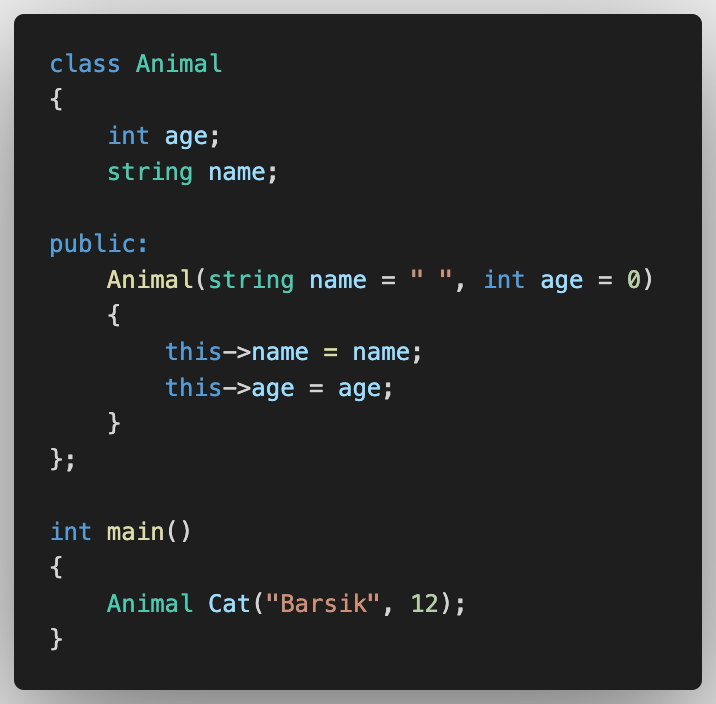 class Animal
{
    int age;
    string name;

public:
    Animal(string name = " ", int age = 0)
    {
        this->name = name;
        this->age = age;
    }
};

int main()
{
    Animal Cat("Barsik", 12);
}